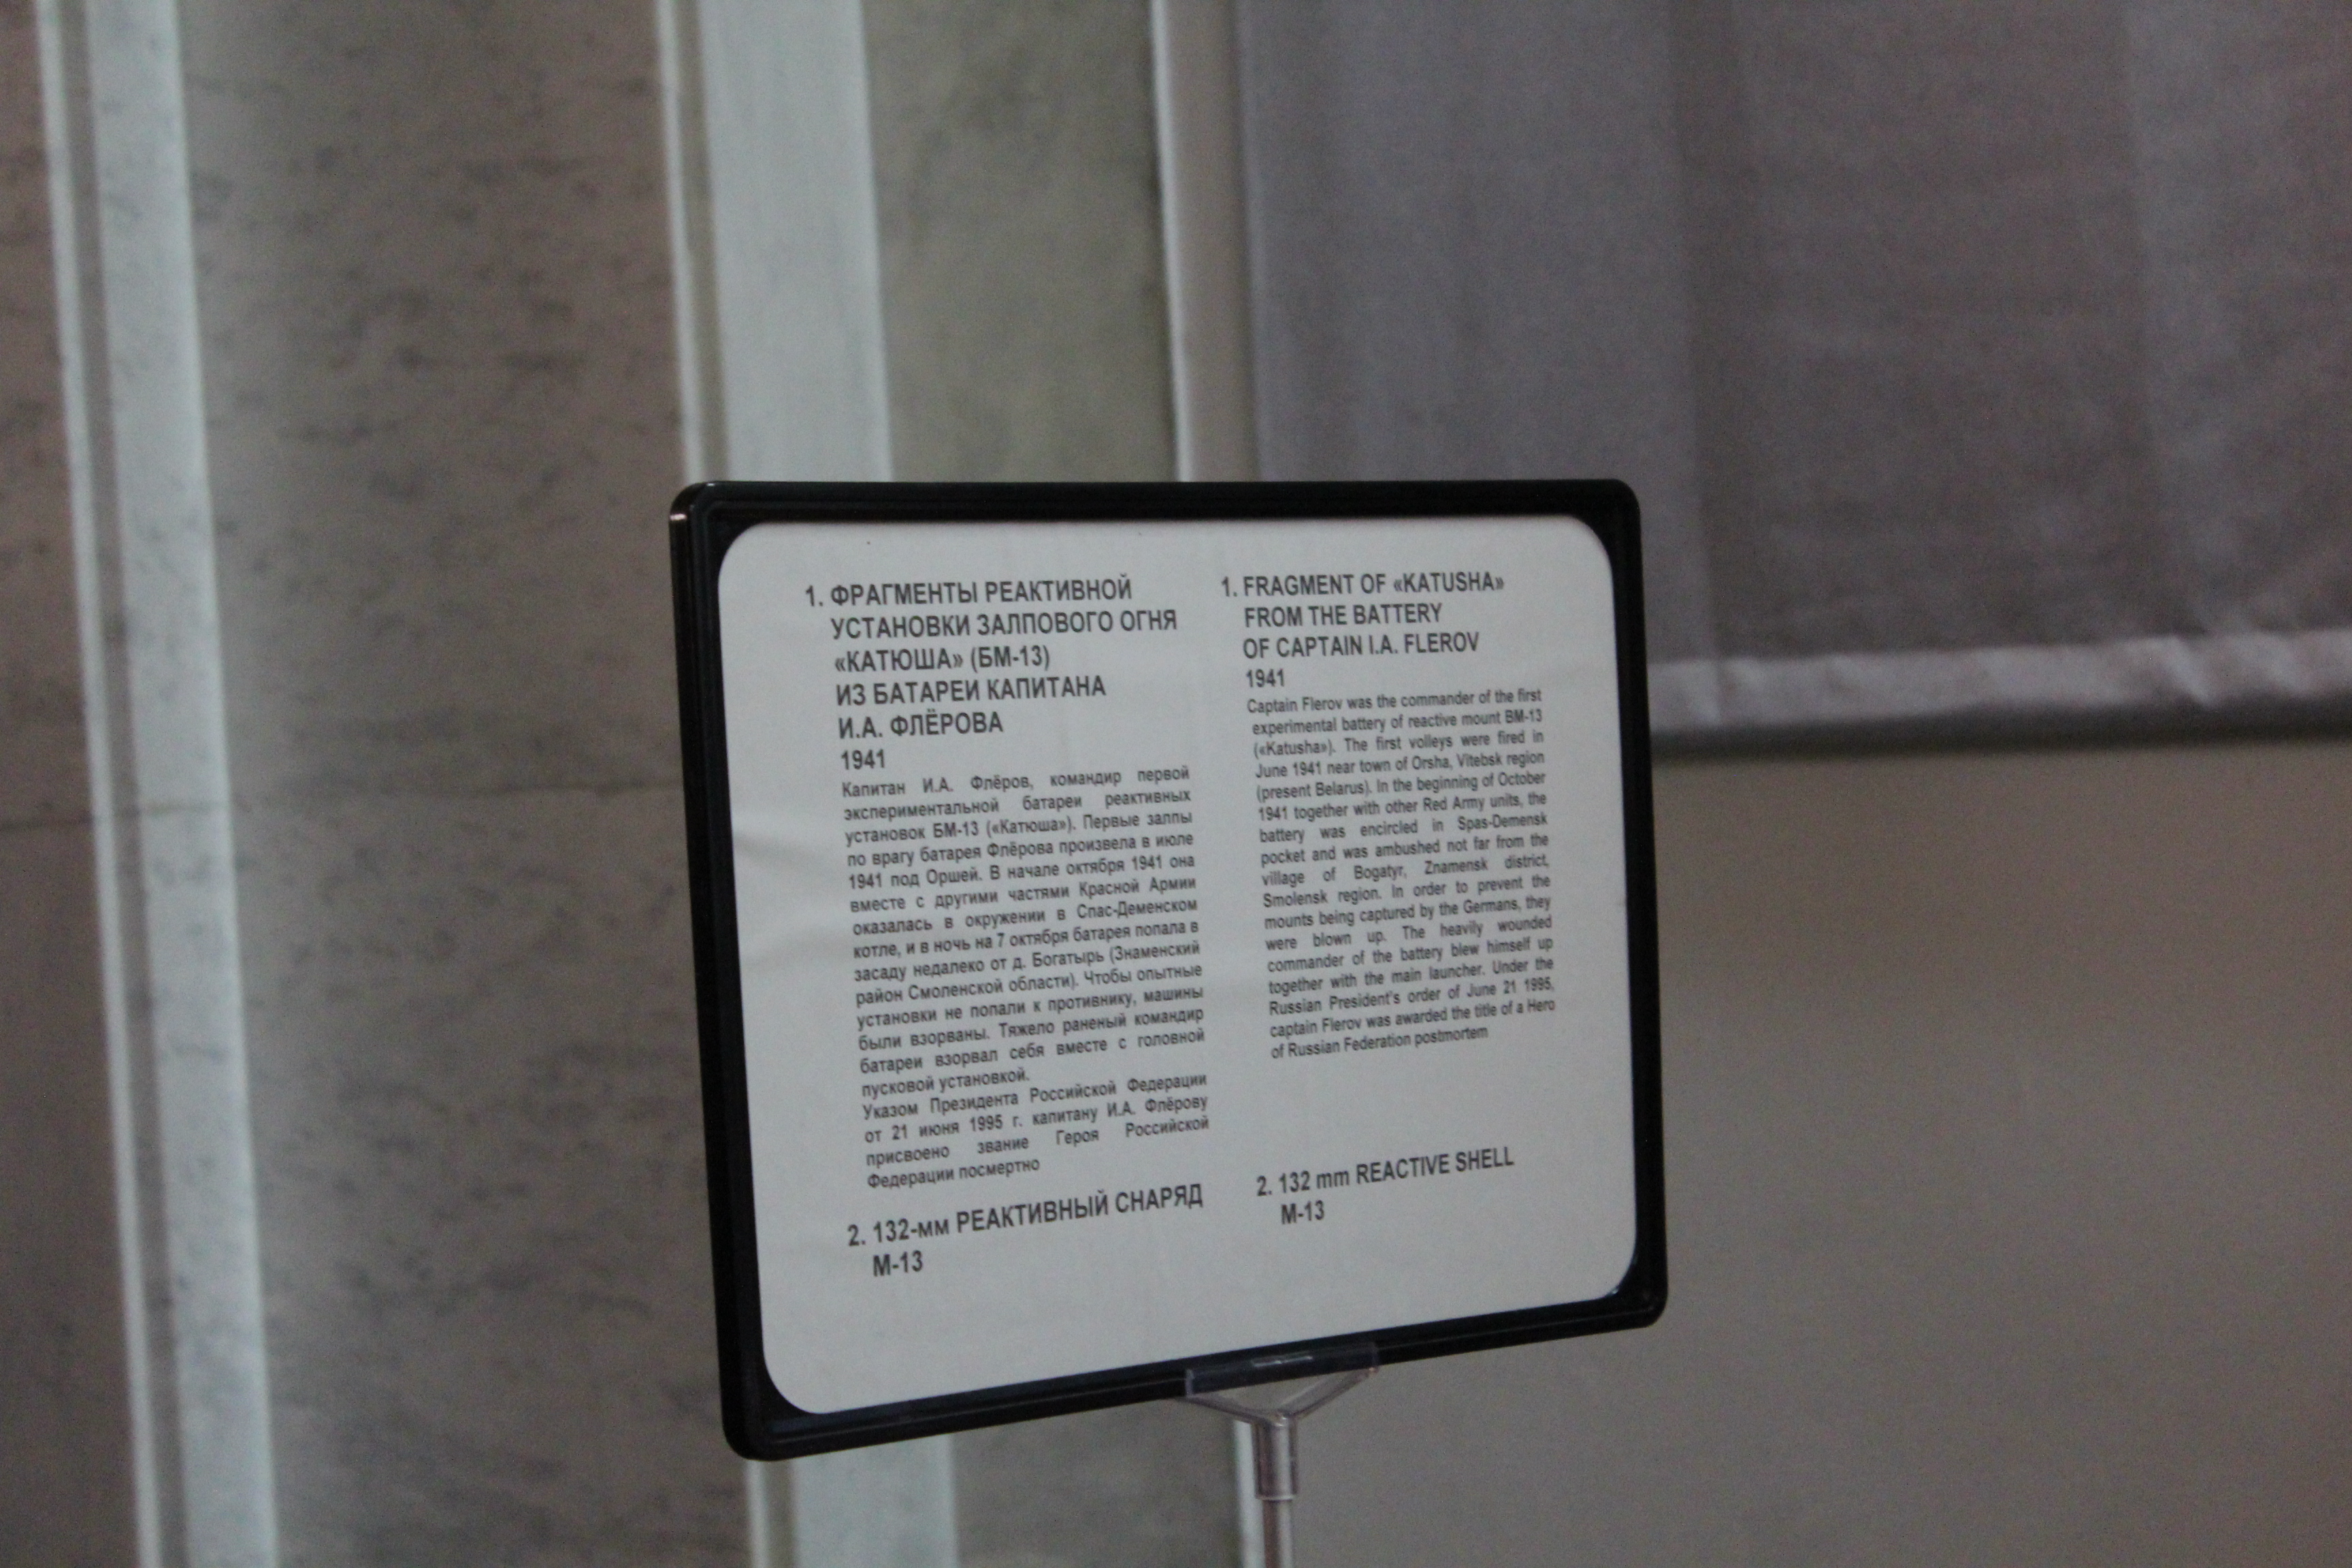 1. ФРАГМЕНТЫ РЕАКТИВНОЙ
УСТАНОВКИ ЗАЛПОВОГО ОГНЯ
«КАТЮША» (БМ-13)
ИЗ БАТАРЕИ КАПИТАНА
И.А. ФЛЁРОВА
1941
Капитан И.А. Флёров, командир первой
экспериментальной батареи реактивных
установок БМ-13 («Катюша»). Первые залпы
по врагу батарея Флёрова произвела в июле
1941 под Оршей. В начале октября 1941 она
вместе с другими частями Красной Армии
оказалась в окружении в Спас-Деменском
котле, и в ночь на 7 октября батарея попала в
засаду недалеко от д. Богатырь (Знаменский
район Смоленской области). Чтобы опытные
установки не попали к противнику, машины
были взорваны. Тяжело раненый командир
батареи взорвал себя вместе с головной
пусковой установкой.
Указом Президента Российской Федерации
от 21 июня 1995 г. капитану И.А. Флёрову
присвоено звание Героя Российской
Федерации посмертно
2. 132-мм РЕАКТИВНЫЙ СНАРЯД
М-13
1. FRAGMENT OF «KATUSHA»
FROM THE BATTERY
OF CAPTAIN I.A. FLEROV
1941
Captain Flerov was the commander of the first
experimental battery of reactive mount BM-13
(«Katusha»). The first volleys were fired in
June 1941 near town of Orsha, Vitebsk region
(present Belarus). In the beginning of October
1941 together with other Red Army units, the
battery was encircled in Spas-Demensk
pocket and was ambushed not far from the
village of Bogatyr, Znamensk district,
Smolensk region. In order to prevent the
mounts being captured by the Germans, they
were blown up. The heavily wounded
commander of the battery blew himself up
together with the main launcher. Under the
Russian President's order of June 21 1995,
captain Flerov was awarded the title of a Hero
of Russian Federation postmortem
2. 132 mm REACTIVE SHELL
M-13